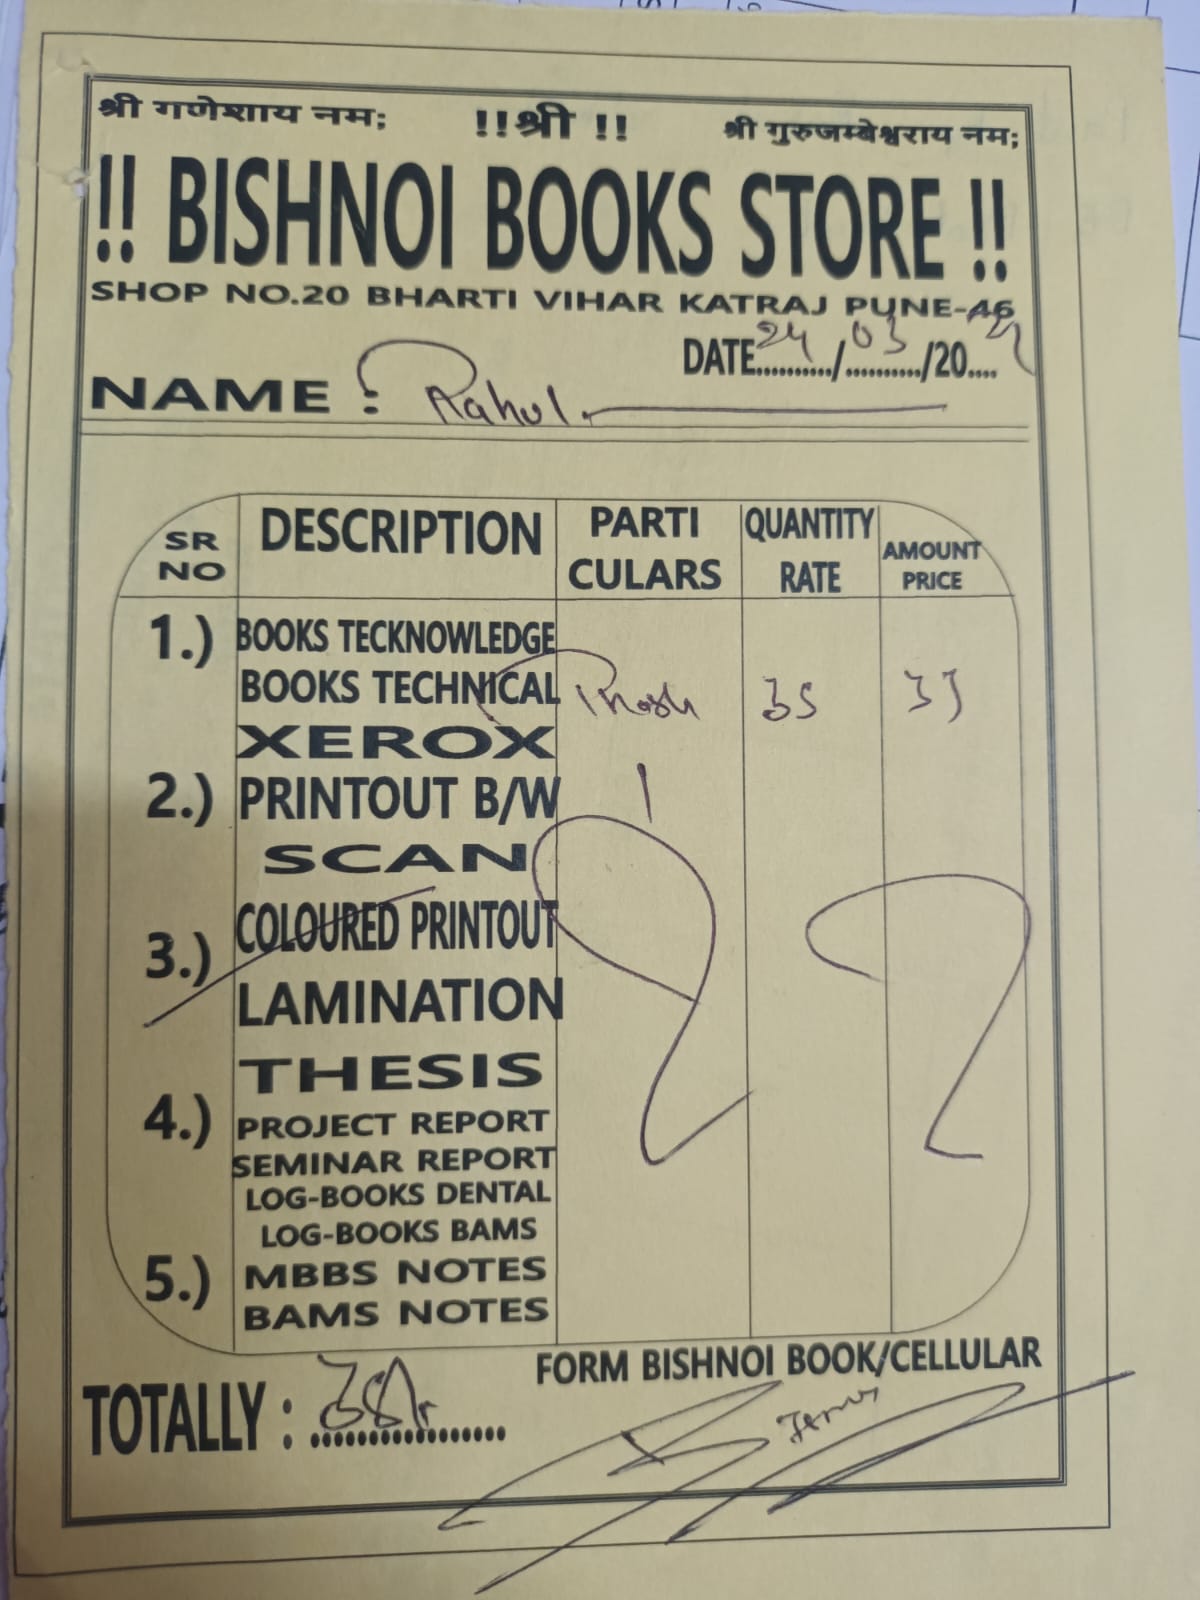 श्री गणेशाय नम: !!श्री !! श्री गुरुजम्बेश्वराय नम:
!! BISHNOI BOOKS STORE !!
SHOP NO.20 BHARTI VIHAR KATRAJ PUNE-46
DATE 24/03/20
NAME : Rahul
SR NO DESCRIPTION PARTI CULARS QUANTITY RATE AMOUNT PRICE
1.) BOOKS TECKNOWLEDGE
BOOKS TECHNICAL 35 35
XEROX
2.) PRINTOUT B/W
SCAN
3.) COLOURED PRINTOUT
LAMINATION
THESIS
4.) PROJECT REPORT
SEMINAR REPORT
LOG-BOOKS DENTAL
LOG-BOOKS BAMS
5.) MBBS NOTES
BAMS NOTES
FORM BISHNOI BOOK/CELLULAR
TOTALLY : 35/-